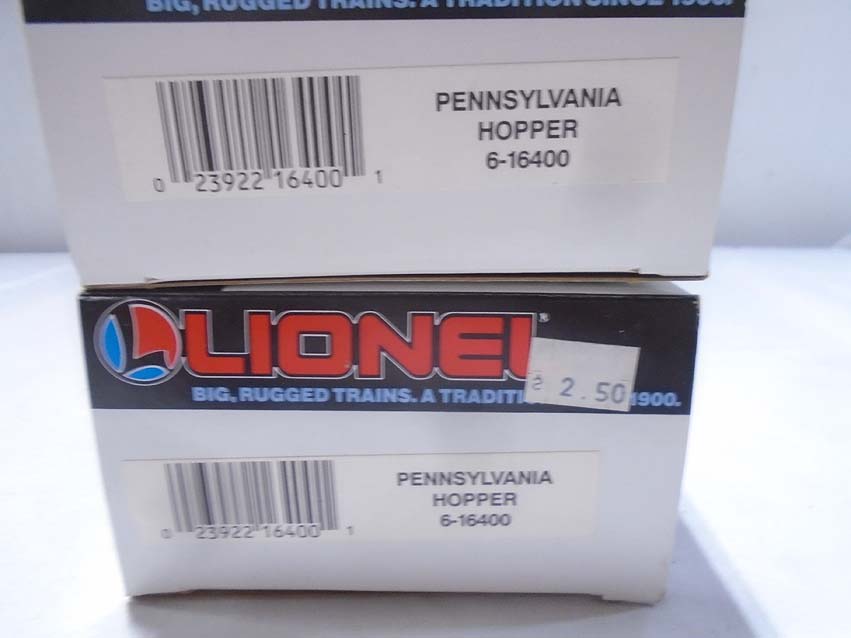 BIG, RUGGED TRAINS. A TRADITION SINCE 1900.
PENNSYLVANIA
HOPPER
6-16400
0 23922 16400 1
LIONEL
2.50
BIG, RUGGED TRAINS. A TRADITI 1900.
PENNSYLVANIA
HOPPER
6-16400
0 23922 16400 1